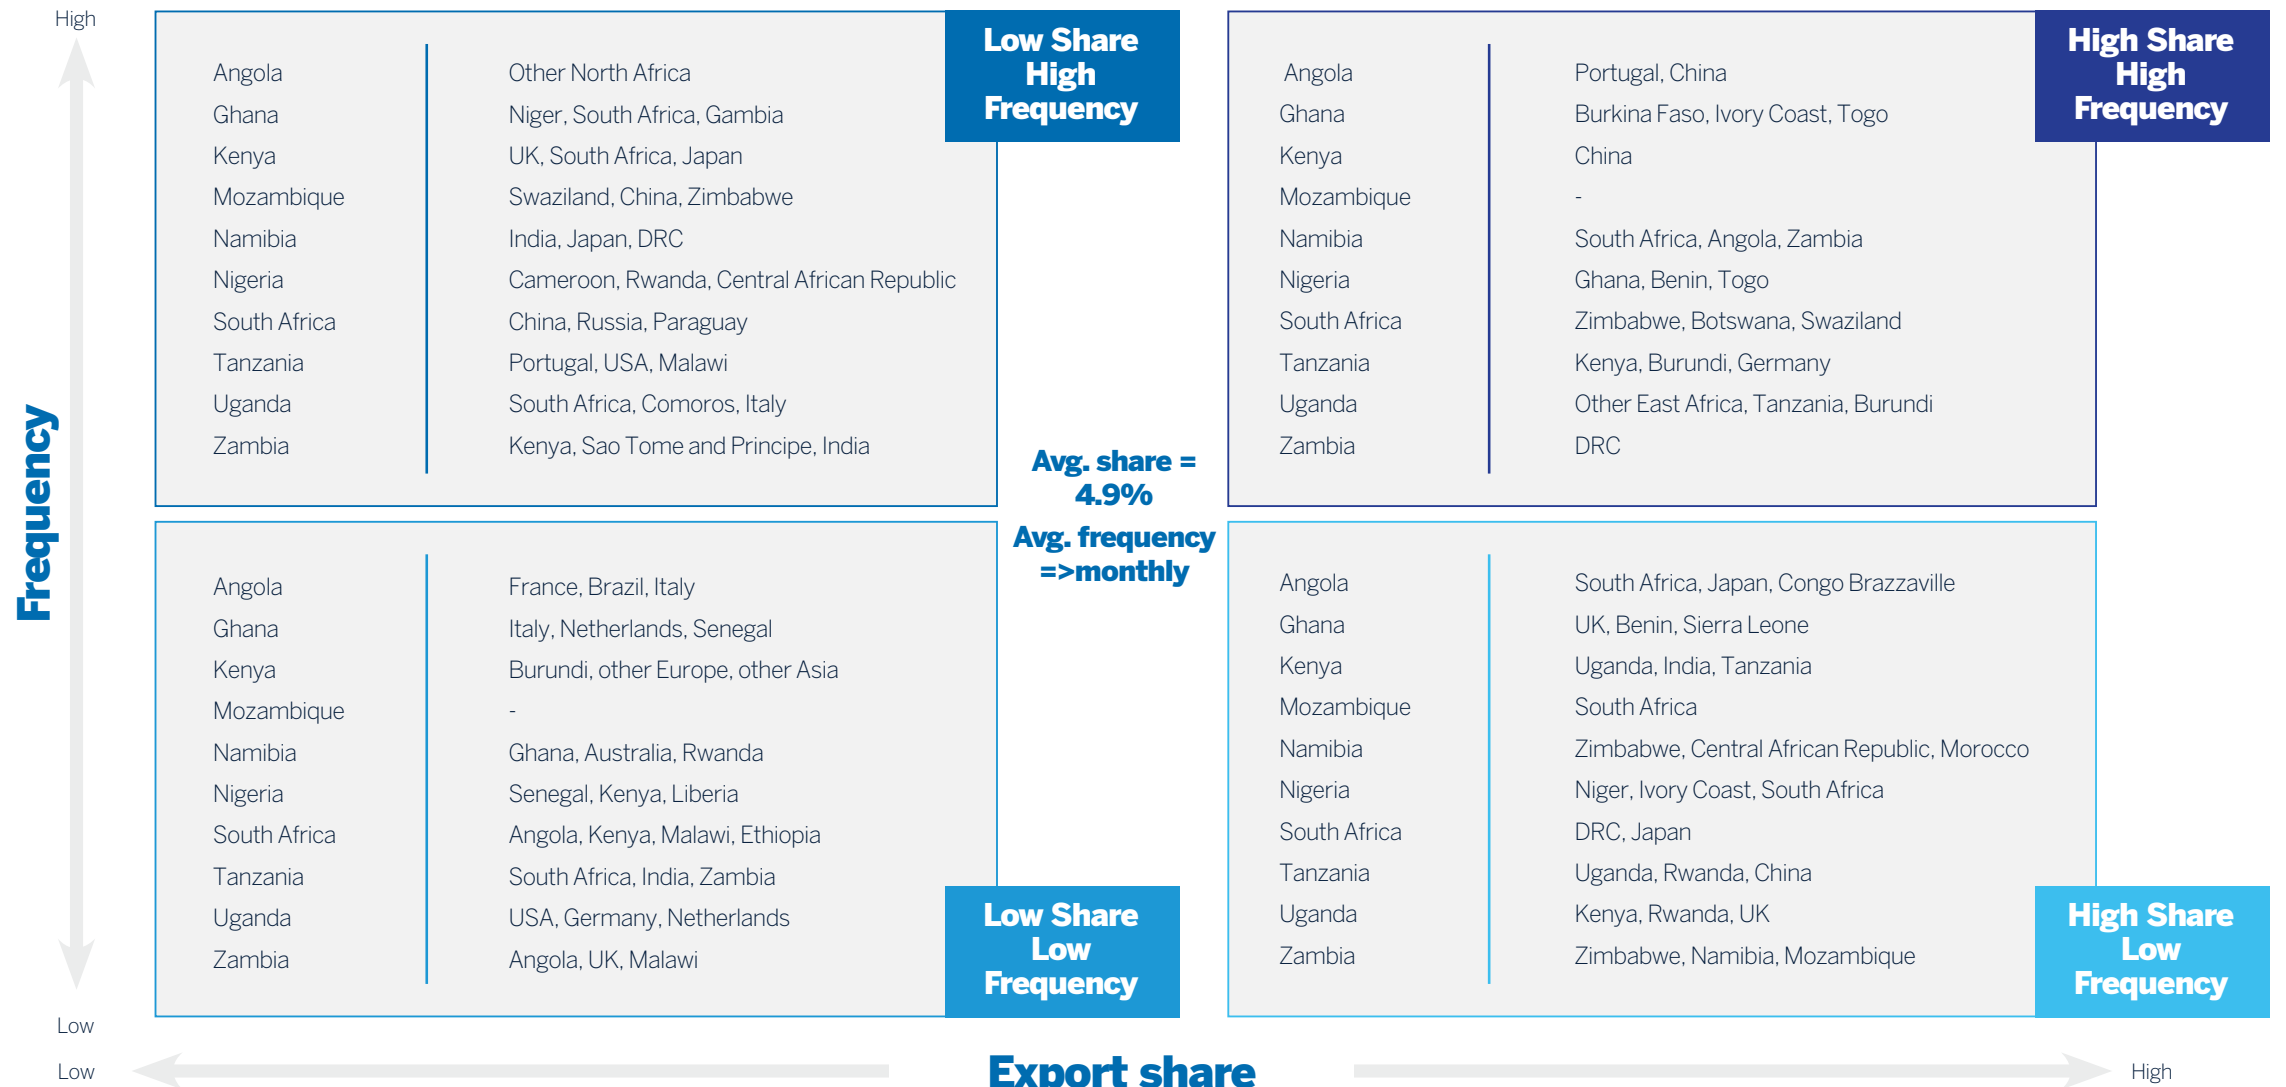 High
Low Share
High
Frequency
Angola Other North Africa
Ghana Niger, South Africa, Gambia
Kenya UK, South Africa, Japan
Mozambique Swaziland, China, Zimbabwe
Namibia India, Japan, DRC
Nigeria Cameroon, Rwanda, Central African Republic
South Africa China, Russia, Paraguay
Tanzania Portugal, USA, Malawi
Uganda South Africa, Comoros, Italy
Zambia Kenya, Sao Tome and Principe, India
High Share
High
Frequency
Angola Portugal, China
Ghana Burkina Faso, Ivory Coast, Togo
Kenya China
Mozambique -
Namibia South Africa, Angola, Zambia
Nigeria Ghana, Benin, Togo
South Africa Zimbabwe, Botswana, Swaziland
Tanzania Kenya, Burundi, Germany
Uganda Other East Africa, Tanzania, Burundi
Zambia DRC
Frequency
Avg. share =
4.9%
Avg. frequency
=>monthly
Angola France, Brazil, Italy
Ghana Italy, Netherlands, Senegal
Kenya Burundi, other Europe, other Asia
Mozambique -
Namibia Ghana, Australia, Rwanda
Nigeria Senegal, Kenya, Liberia
South Africa Angola, Kenya, Malawi, Ethiopia
Tanzania South Africa, India, Zambia
Uganda USA, Germany, Netherlands
Zambia Angola, UK, Malawi
Low Share
Low
Frequency
Angola South Africa, Japan, Congo Brazzaville
Ghana UK, Benin, Sierra Leone
Kenya Uganda, India, Tanzania
Mozambique South Africa
Namibia Zimbabwe, Central African Republic, Morocco
Nigeria Niger, Ivory Coast, South Africa
South Africa DRC, Japan
Tanzania Uganda, Rwanda, China
Uganda Kenya, Rwanda, UK
Zambia Zimbabwe, Namibia, Mozambique
High Share
Low
Frequency
Low
Low
Export share
High